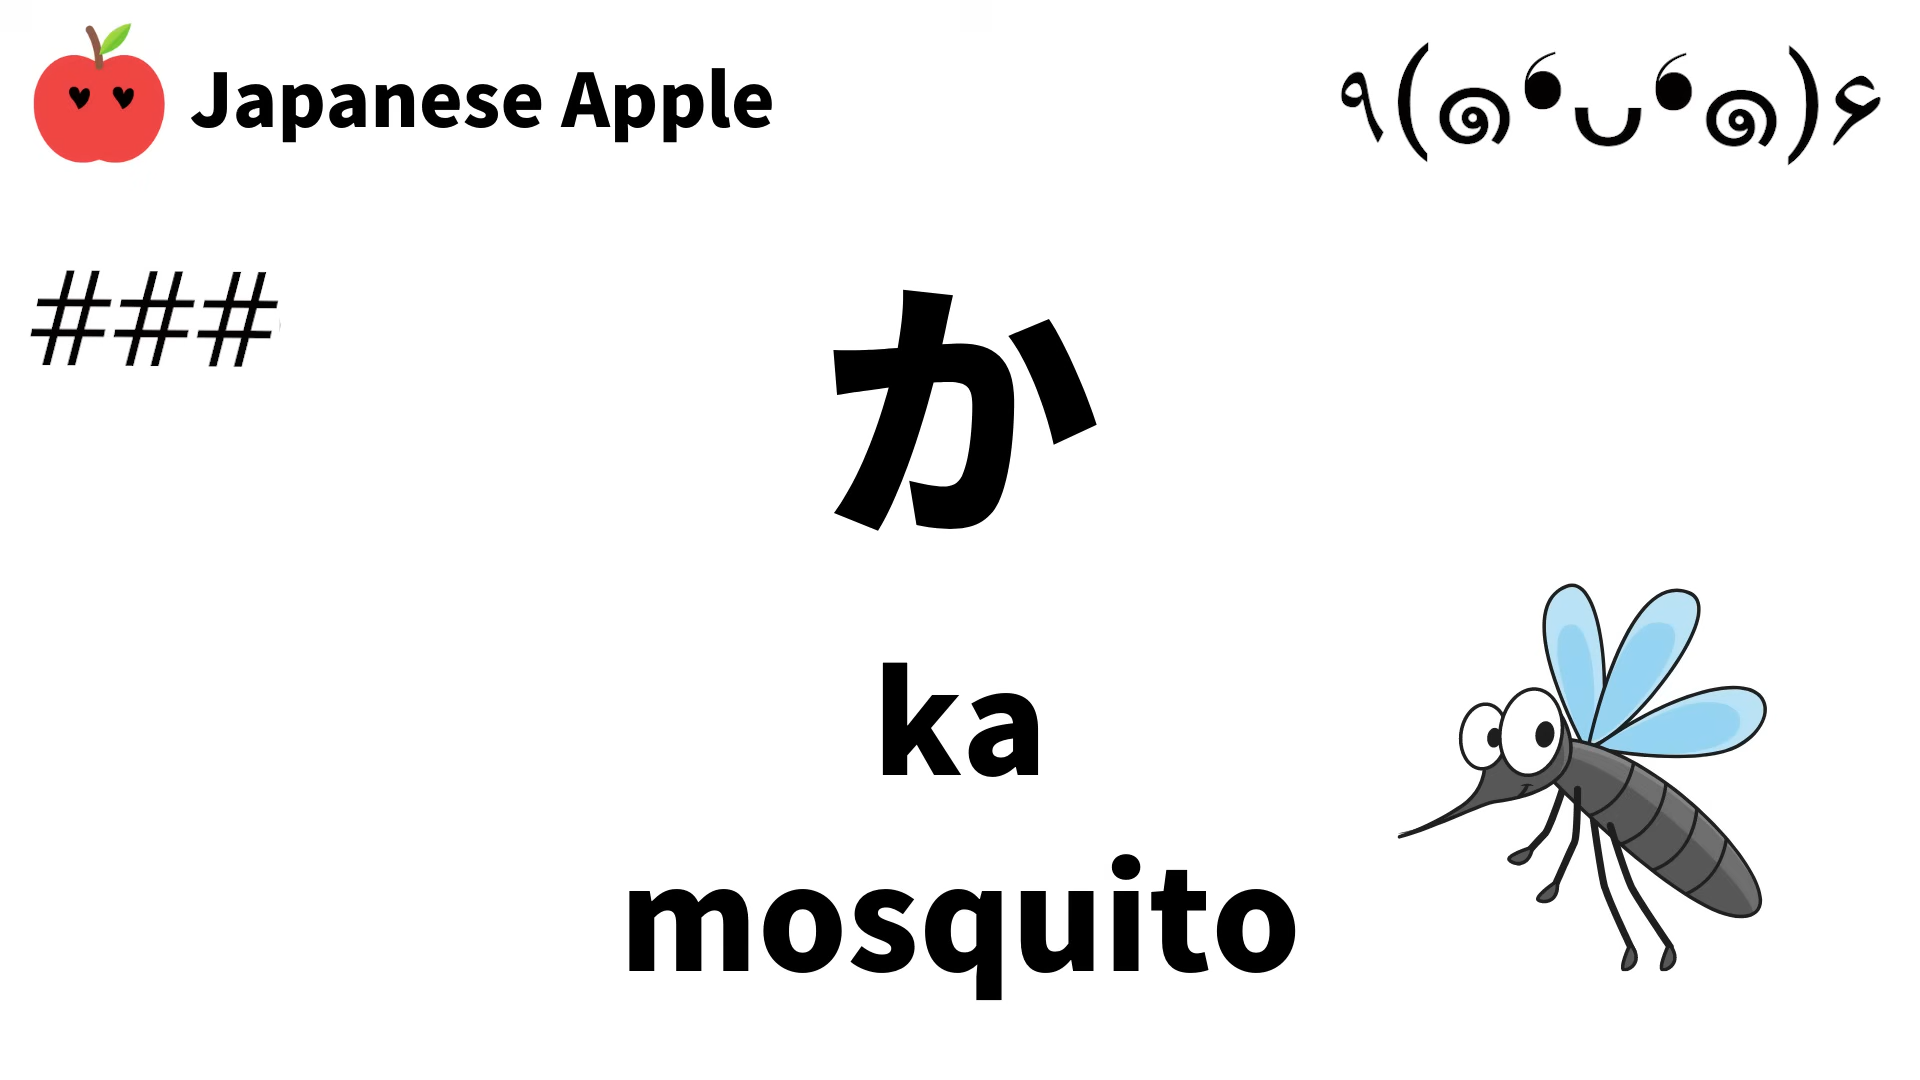 Japanese Apple
٩(๑❛ᴗ❛๑)۶
###
か
ka
mosquito